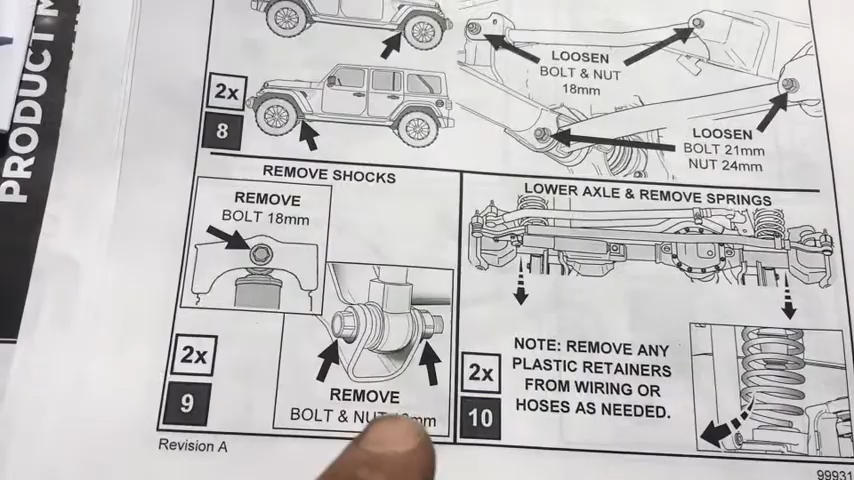 PRODUCT
2x
8
LOOSEN
BOLT & NUT
18mm
LOOSEN
BOLT 21mm
NUT 24mm
REMOVE SHOCKS
REMOVE
BOLT 18mm
2x
9
REMOVE
BOLT & NUT
LOWER AXLE & REMOVE SPRINGS
2x
10
NOTE: REMOVE ANY
PLASTIC RETAINERS
FROM WIRING OR
HOSES AS NEEDED.
Revision A
99931